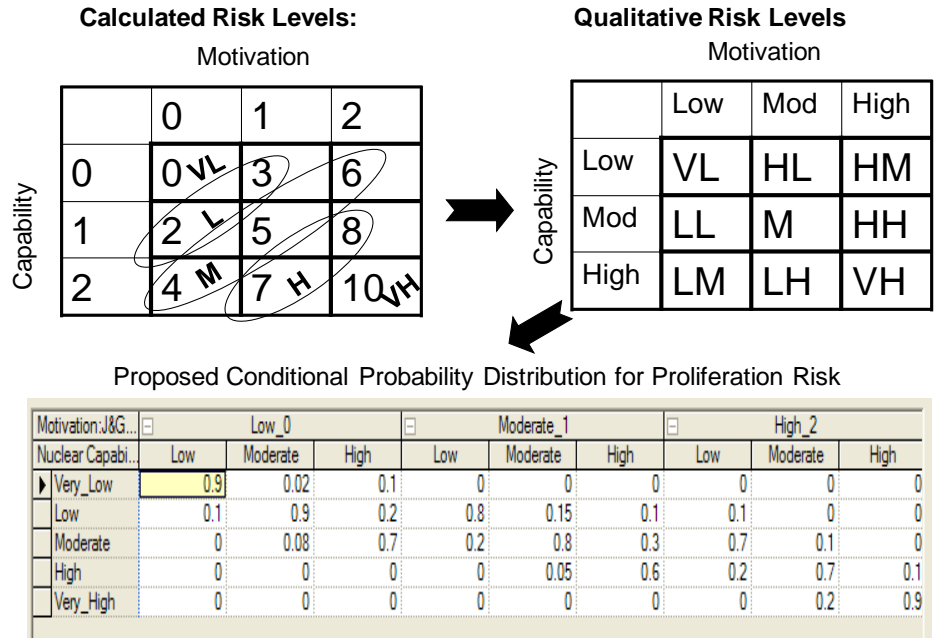 Calculated Risk Levels:
Motivation
0 1 2
0 0 VL 3 6
1 2 L 5 8
2 4 M 7 H 10 VH
Capability
Qualitative Risk Levels
Motivation
Low Mod High
Low VL HL HM
Mod LL M HH
High LM LH VH
Capability
Proposed Conditional Probability Distribution for Proliferation Risk
Motivation:J&G... Low_0 Moderate_1 High_2
Nuclear Capabi... Low Moderate High Low Moderate High Low Moderate High
Very_Low 0.9 0.02 0.1 0 0 0 0 0 0
Low 0.1 0.9 0.2 0.8 0.15 0.1 0.1 0 0
Moderate 0 0.08 0.7 0.2 0.8 0.3 0.7 0.1 0
High 0 0 0 0 0.05 0.6 0.2 0.7 0.1
Very_High 0 0 0 0 0 0 0 0.2 0.9